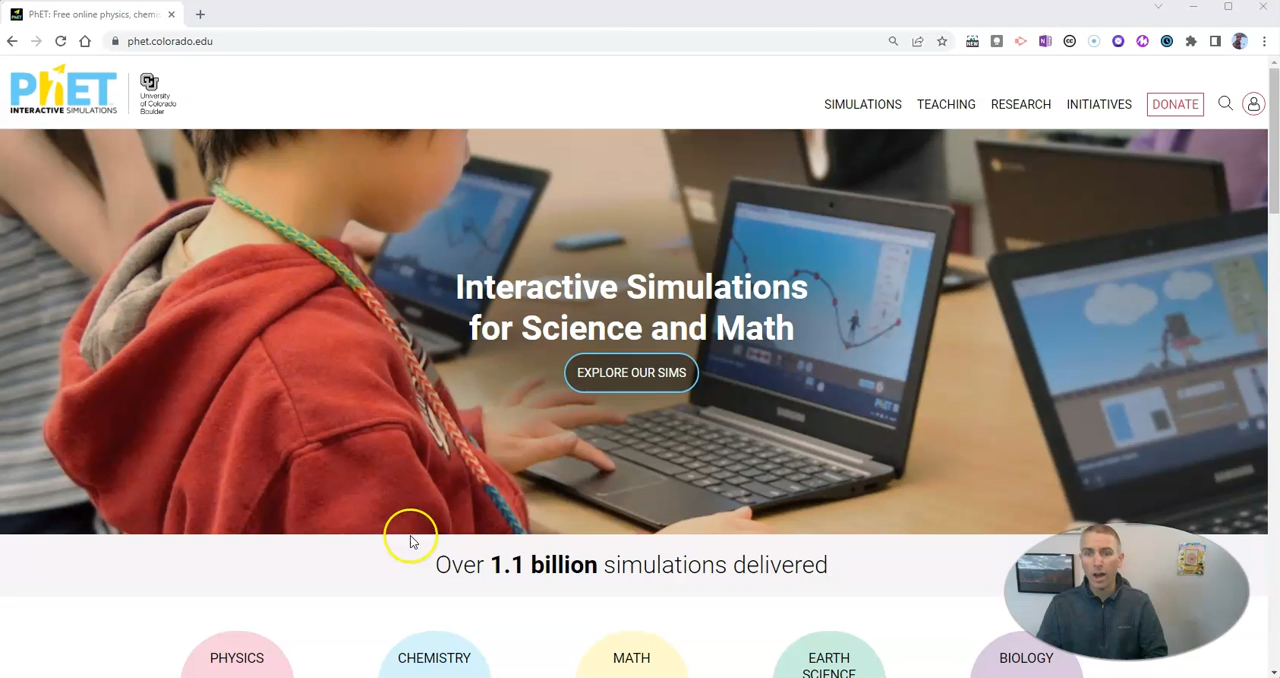 PhET: Free online physics, chemi
phet.colorado.edu
PhET
INTERACTIVE SIMULATIONS
University
of Colorado
Boulder
SIMULATIONS
TEACHING
RESEARCH
INITIATIVES
DONATE
Interactive Simulations
for Science and Math
EXPLORE OUR SIMS
Over 1.1 billion simulations delivered
PHYSICS
CHEMISTRY
MATH
EARTH
SCIENCE
BIOLOGY